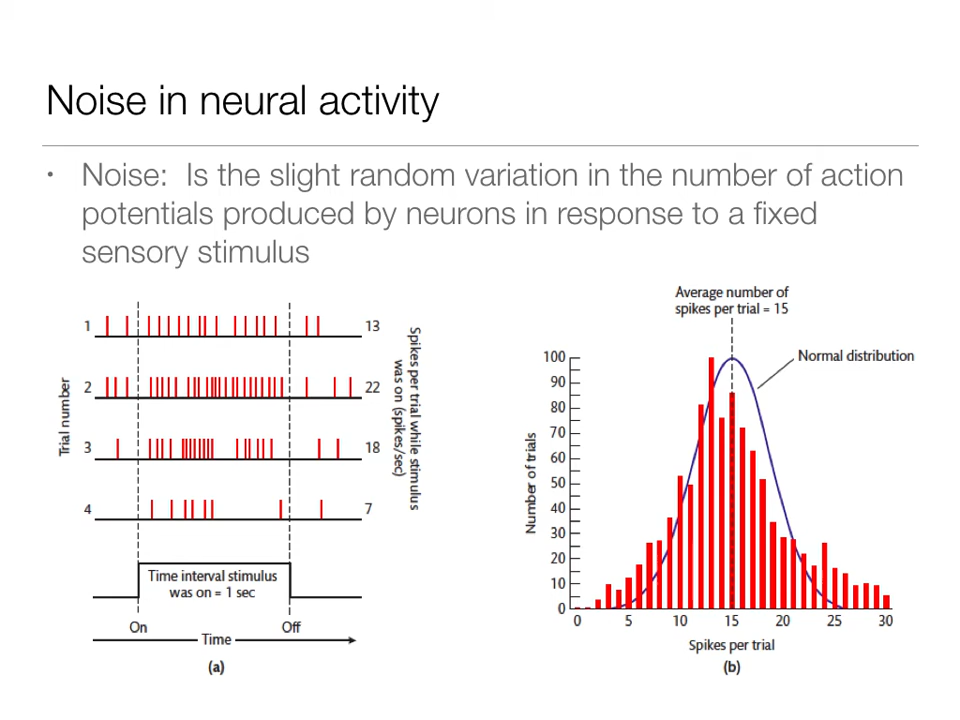 Noise in neural activity
• Noise: Is the slight random variation in the number of action
potentials produced by neurons in response to a fixed
sensory stimulus
Trial number
1
13
2
22
3
18
4
7
Spikes per trial while stimulus
was on (spikes/sec)
Time interval stimulus
was on = 1 sec
On
Off
Time
(a)
Average number of
spikes per trial = 15
Normal distribution
Number of trials
100
90
80
70
60
50
40
30
20
10
0
0 5 10 15 20 25 30
Spikes per trial
(b)